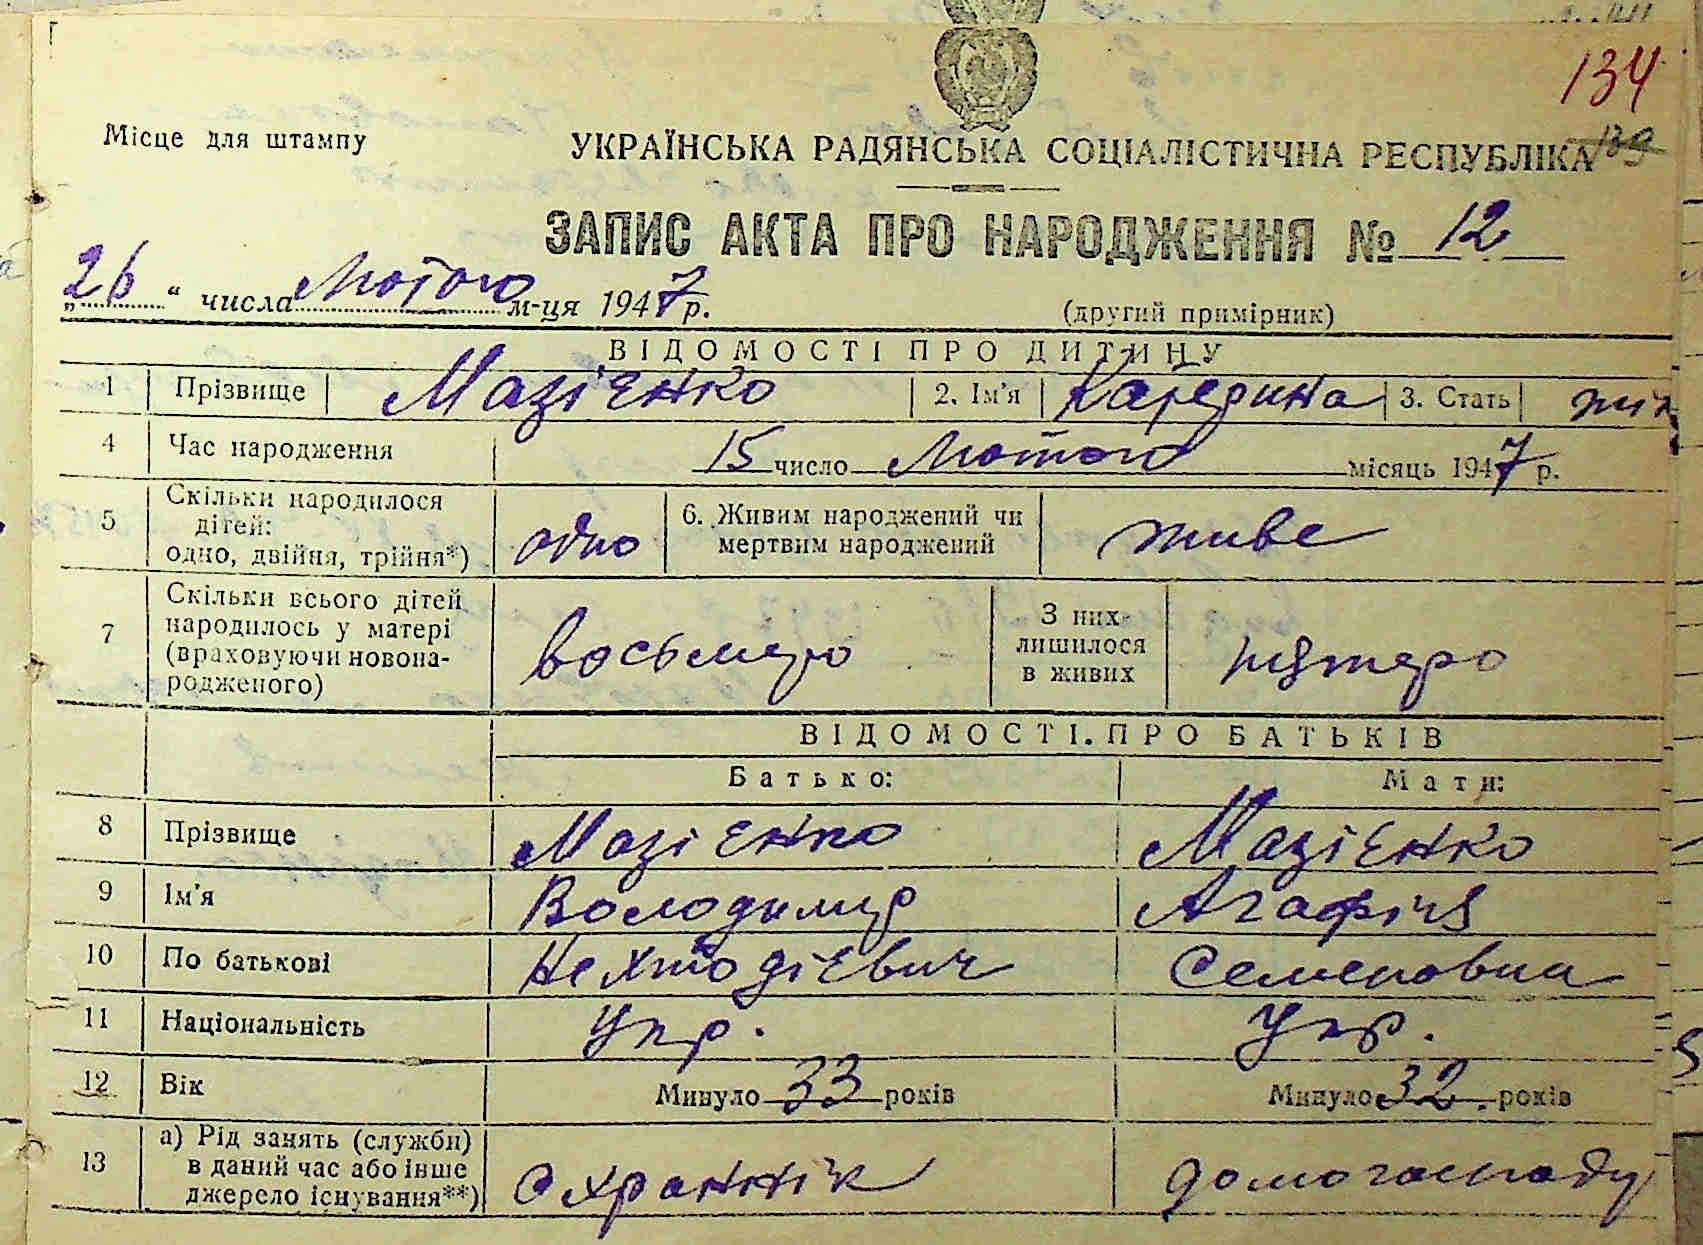 134
139
Місце для штампу
УКРАЇНСЬКА РАДЯНСЬКА СОЦІАЛІСТИЧНА РЕСПУБЛІКА
ЗАПИС АКТА ПРО НАРОДЖЕННЯ № 12
„26“ числа Лютого м-ця 1947 р.
(другий примірник)
ВІДОМОСТІ ПРО ДИТИНУ
1 Прізвище Мазієнко 2. Ім'я Катерина 3. Стать жін
4 Час народження 15 число Лютого місяць 1947 р.
5 Скільки народилося дітей: одно, двійня, трійня*) одно 6. Живим народжений чи мертвим народжений живе
7 Скільки всього дітей народилось у матері (враховуючи новонародженого) восьмеро З них лишилося в живих пятеро
ВІДОМОСТІ ПРО БАТЬКІВ
Батько: Мати:
8 Прізвище Мазієнко Мазієнко
9 Ім'я Володимир Агафія
10 По батькові Нехтодієвич Семеновна
11 Національність Укр. Укр.
12 Вік Минуло 33 років Минуло 32 років
13 а) Рід занять (служби) в даний час або інше джерело існування**) Охраннік домогосподу